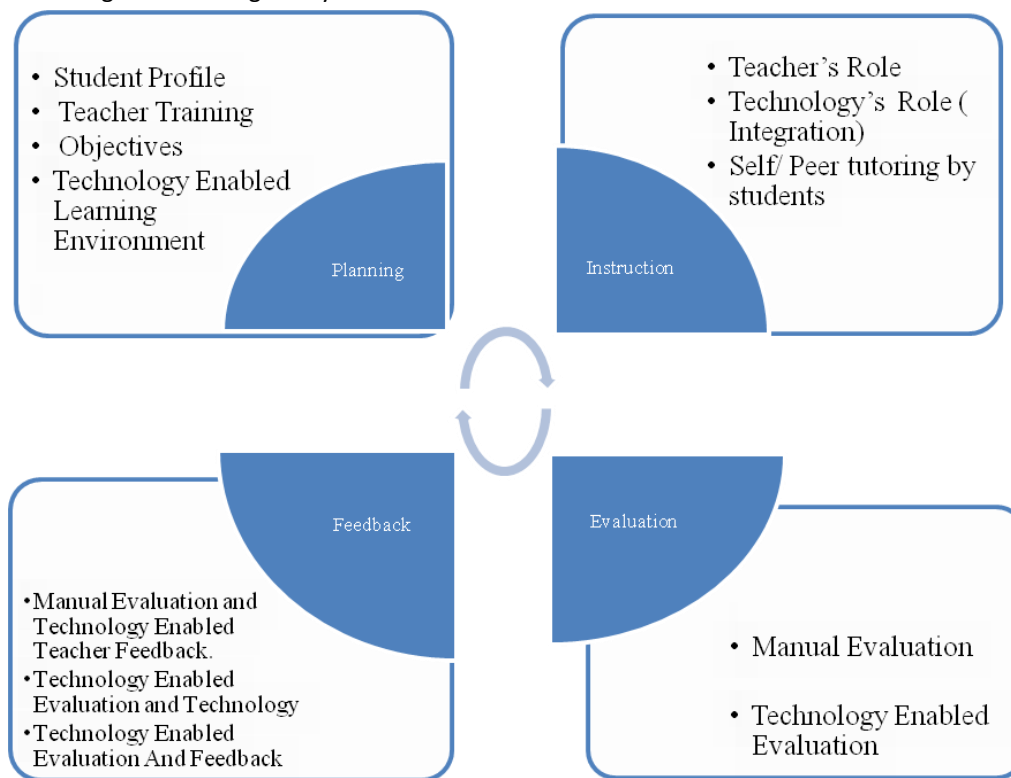 • Student Profile
• Teacher Training
• Objectives
• Technology Enabled
Learning
Environment
Planning
• Teacher’s Role
• Technology’s Role (
Integration)
• Self/ Peer tutoring by
students
Instruction
Feedback
•Manual Evaluation and
Technology Enabled
Teacher Feedback.
•Technology Enabled
Evaluation and Technology
•Technology Enabled
Evaluation And Feedback
Evaluation
• Manual Evaluation
• Technology Enabled
Evaluation